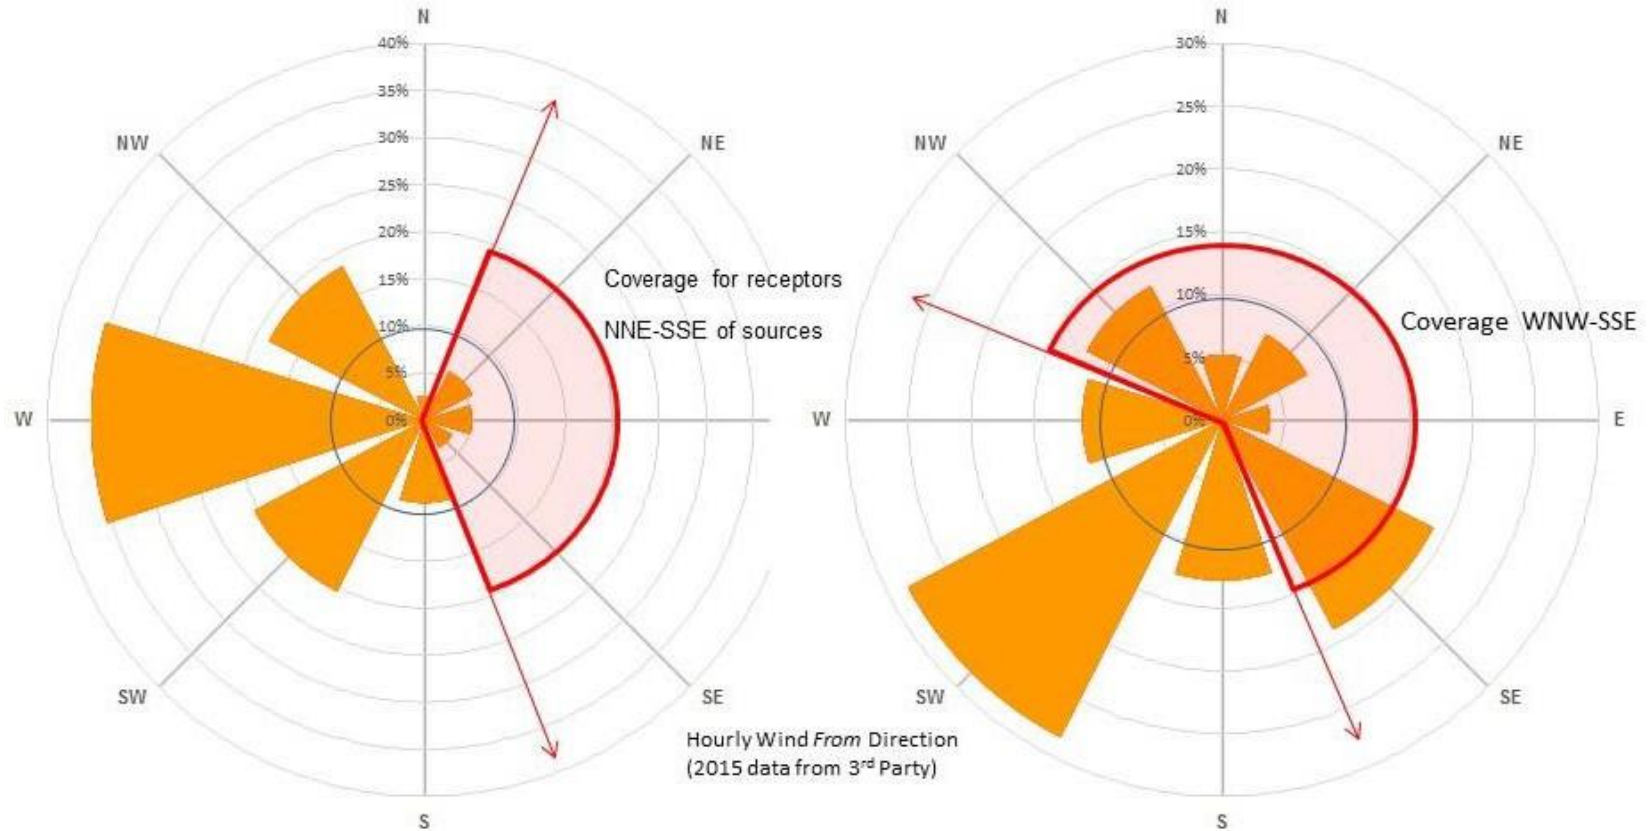 N
40%
35%
30%
25%
20%
15%
10%
5%
0%
NW
NE
W
SW
SE
S
Coverage for receptors
NNE-SSE of sources
Hourly Wind From Direction
(2015 data from 3rd Party)
N
30%
25%
20%
15%
10%
5%
0%
NW
NE
W
E
SW
SE
S
Coverage WNW-SSE